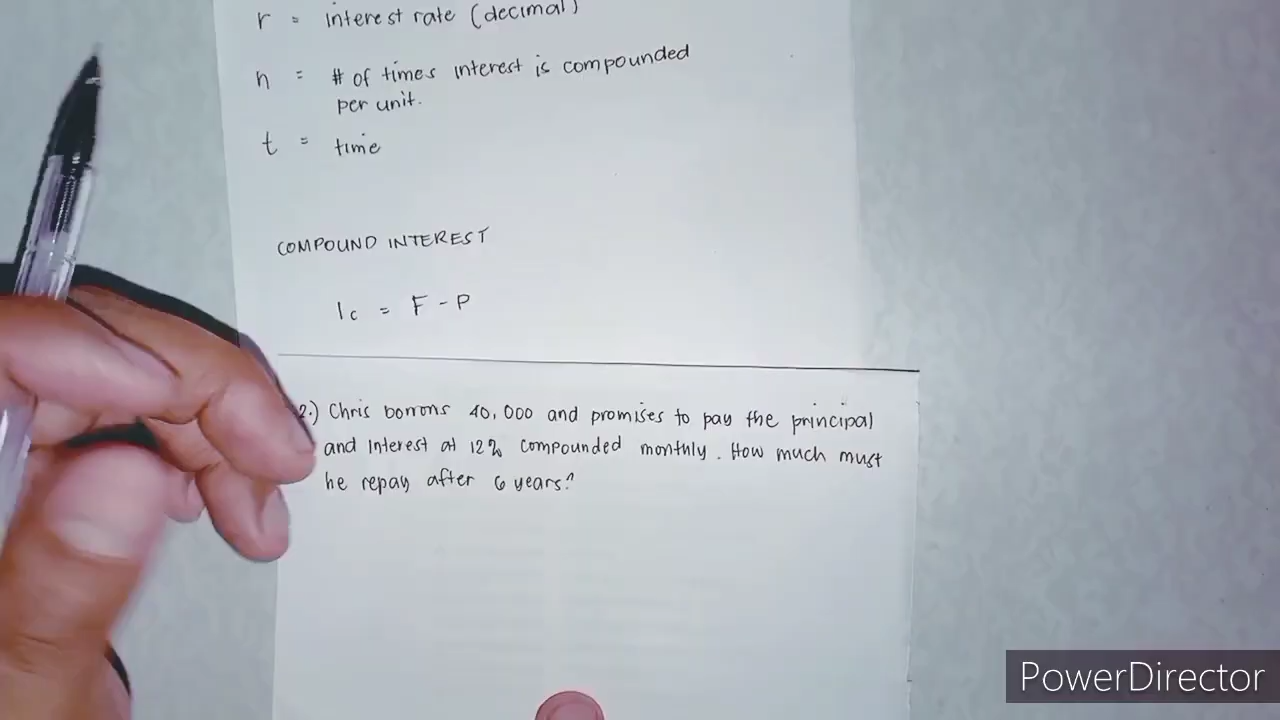 r = interest rate (decimal)
n = # of times interest is compounded
per unit.
t = time
COMPOUND INTEREST
Ic = F - P
2.) Chris borrows 40,000 and promises to pay the principal
and interest at 12% compounded monthly. How much must
he repay after 6 years?
PowerDirector